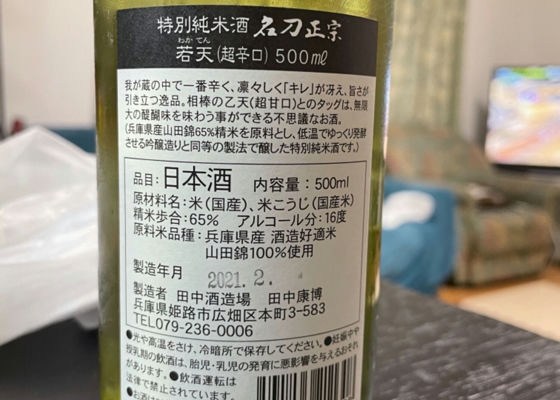 特別純米酒 名刀正宗
わかてん
若天(超辛口) 500ml
我が蔵の中で一番辛く、凛々しく「キレ」が冴え、旨さが
引き立つ逸品。相棒の乙天(超甘口)とのタッグは、無限
大の醍醐味を味わう事ができる不思議なお酒。
(兵庫県産山田錦65%精米を原料とし、低温でゆっくり発酵
させる吟醸造りと同等の製法で醸した特別純米酒です。)
品目:日本酒 内容量:500ml
原材料名:米(国産)、米こうじ(国産米)
精米歩合:65% アルコール分:16度
原料米品種:兵庫県産 酒造好適米
山田錦100%使用
製造年月 2021.2.
製造者 田中酒造場 田中康博
兵庫県姫路市広畑区本町3-583
TEL079-236-0006
●光や高温をさけ、冷暗所で保存してください。●妊娠中や
授乳期の飲酒は、胎児・乳児の発育に悪影響を与えるおそれ
があります。●飲酒運転は
法律で禁止されています。